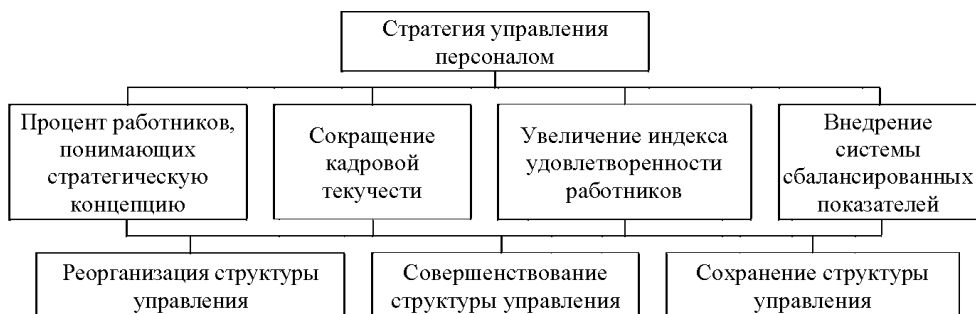 Стратегия управления
персоналом
Процент работников,
понимающих
стратегическую
концепцию
Сокращение
кадровой
текучести
Увеличение индекса
удовлетворенности
работников
Внедрение
системы
сбалансированных
показателей
Реорганизация структуры
управления
Совершенствование
структуры управления
Сохранение структуры
управления